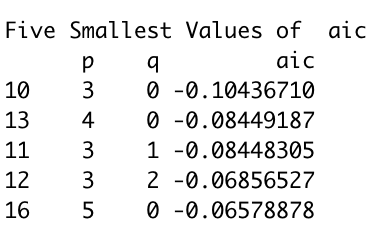 Five Smallest Values of  aic
      p    q         aic
10    3    0 -0.10436710
13    4    0 -0.08449187
11    3    1 -0.08448305
12    3    2 -0.06856527
16    5    0 -0.06578878